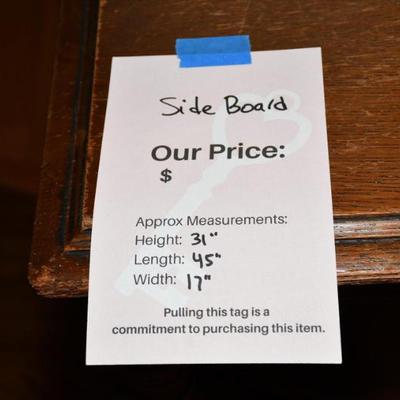 Side Board
Our Price:
$
Approx Measurements:
Height: 31"
Length: 45"
Width: 17"
Pulling this tag is a
commitment to purchasing this item.